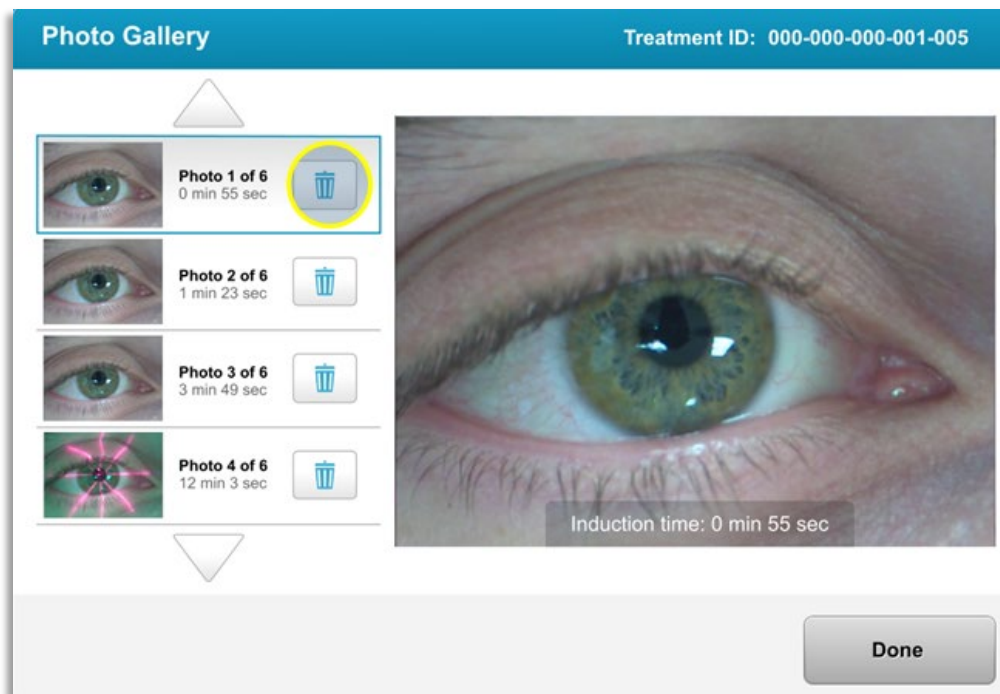 Photo Gallery
Treatment ID: 000-000-000-001-005
Photo 1 of 6
0 min 55 sec
Photo 2 of 6
1 min 23 sec
Photo 3 of 6
3 min 49 sec
Photo 4 of 6
12 min 3 sec
Induction time: 0 min 55 sec
Done